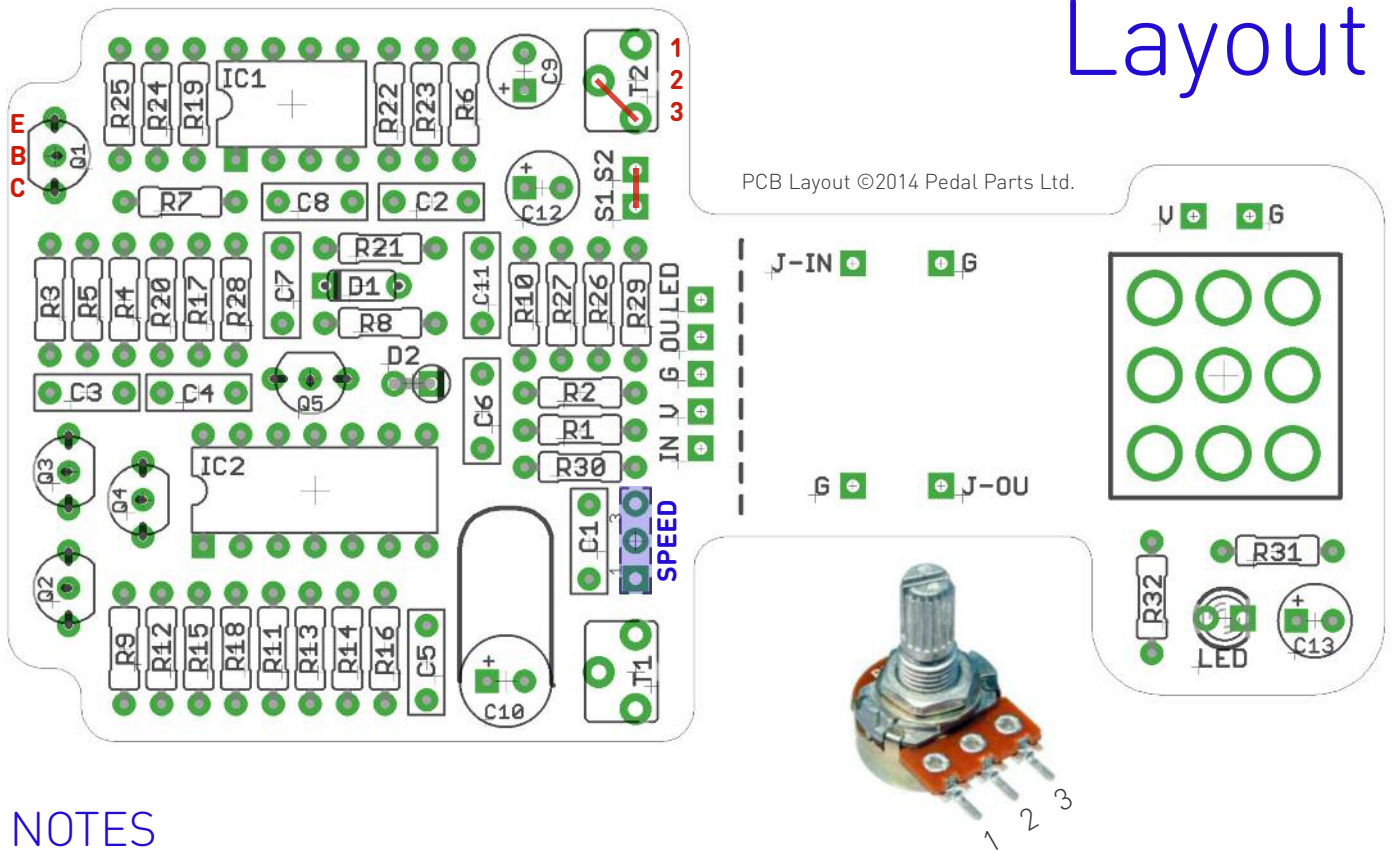 Layout
1
2
3
E
B
C
R25
R24
R19
IC1
R22
R23
R6
+
C9
T2
Q1
R7
C8
C2
+
C12
S1 S2
PCB Layout ©2014 Pedal Parts Ltd.
V
G
R3
R5
R4
R20
R17
R28
C7
R21
D1
R8
C11
R10
R27
R26
R29
LED
OU
G
V
IN
J-IN
G
C3
C4
Q5
D2
C6
R2
R1
R30
Q3
Q4
IC2
C1
3
1
SPEED
G
J-OU
Q2
R9
R12
R15
R18
R11
R13
R14
R16
C5
+
C10
T1
R32
R31
LED
+
C13
1 2 3
NOTES